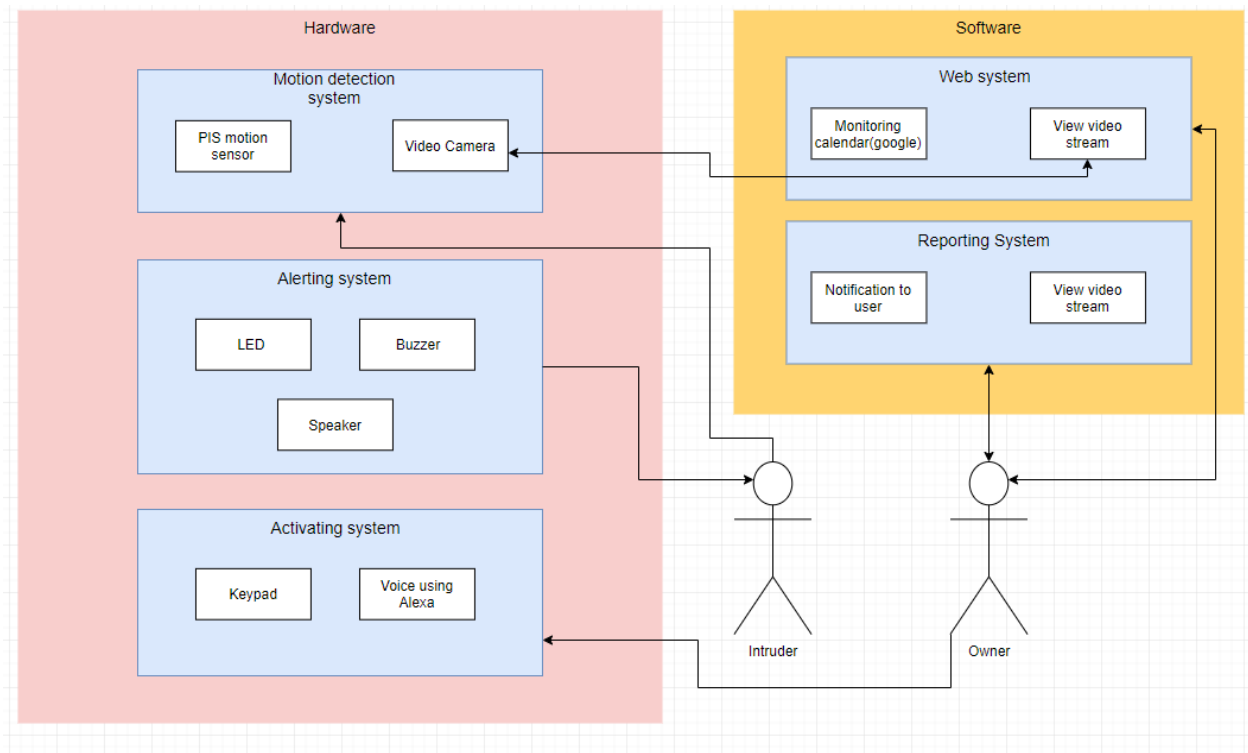 Hardware
Motion detection
system
PIS motion
sensor
Video Camera
Alerting system
LED
Buzzer
Speaker
Activating system
Keypad
Voice using
Alexa
Software
Web system
Monitoring
calendar(google)
View video
stream
Reporting System
Notification to
user
View video
stream
Intruder
Owner